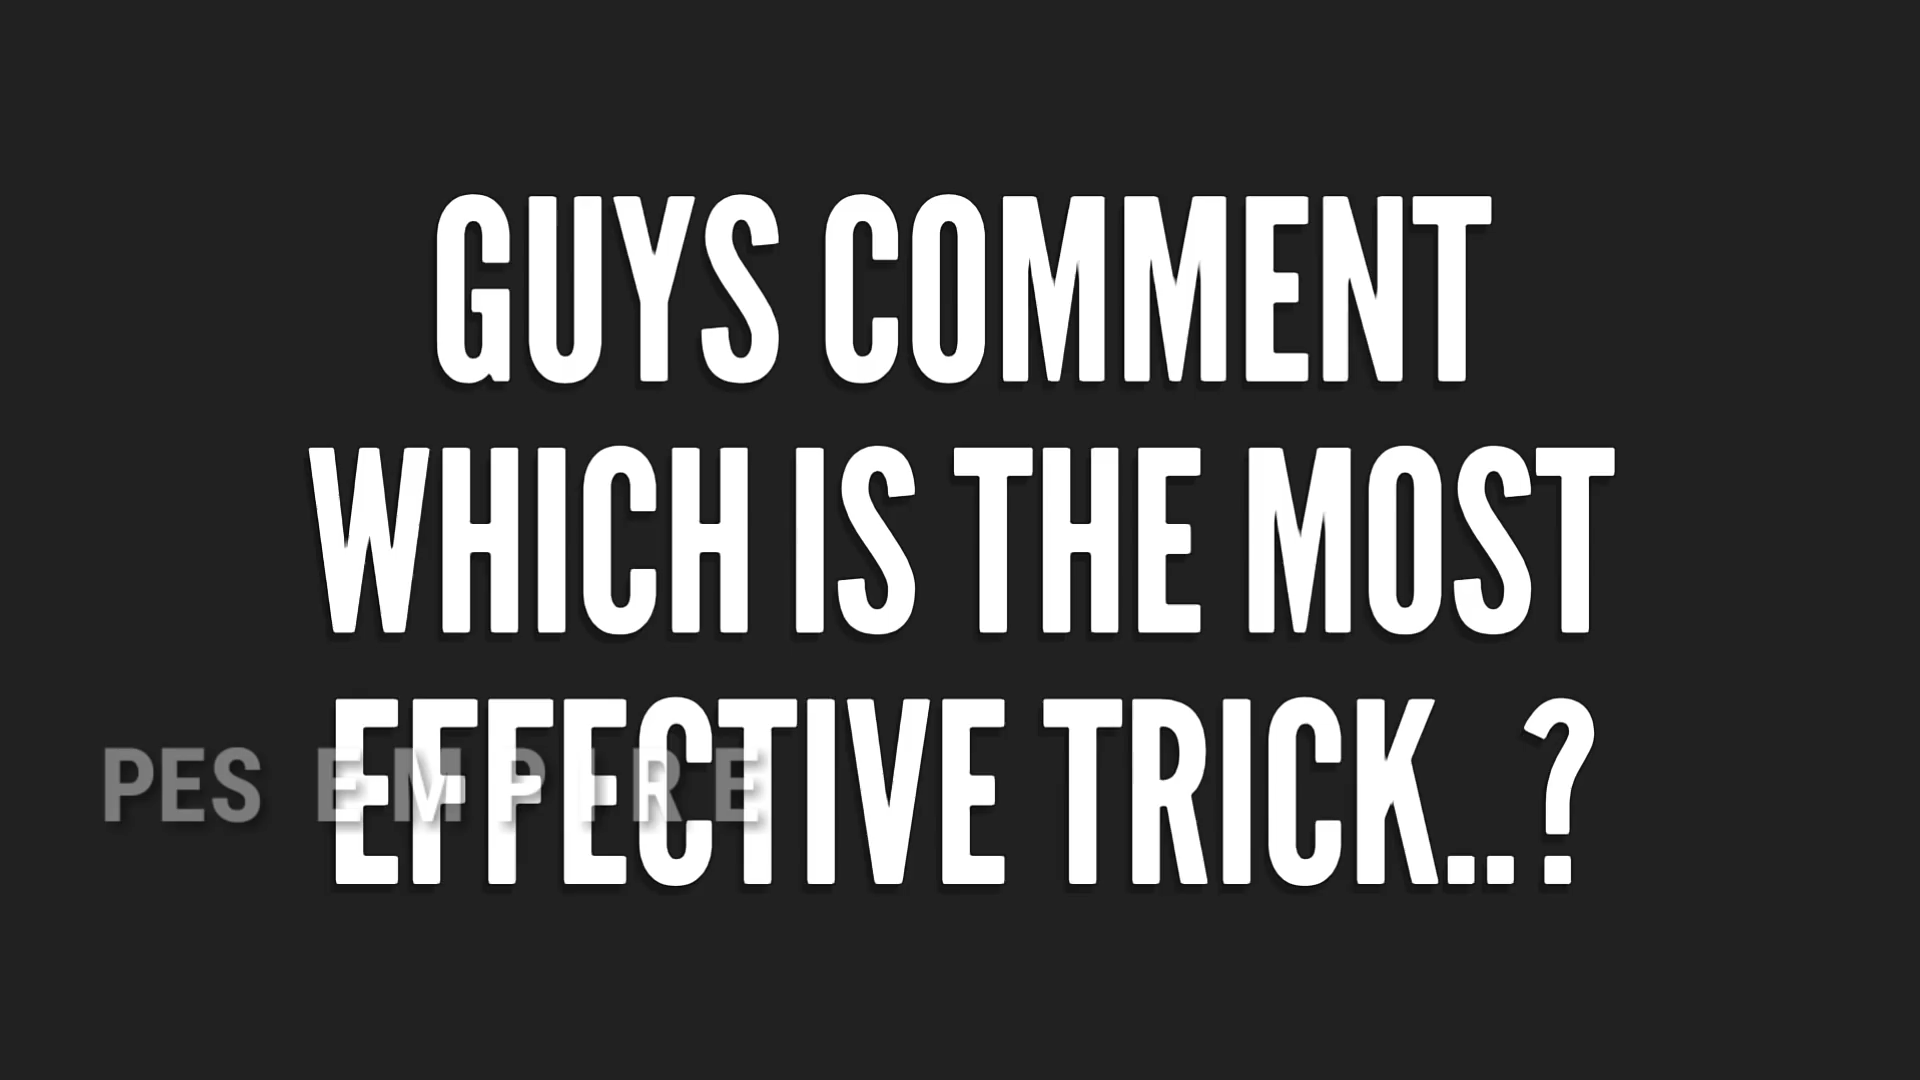 GUYS COMMENT
WHICH IS THE MOST
EFFECTIVE TRICK..?
PES EMPIRE